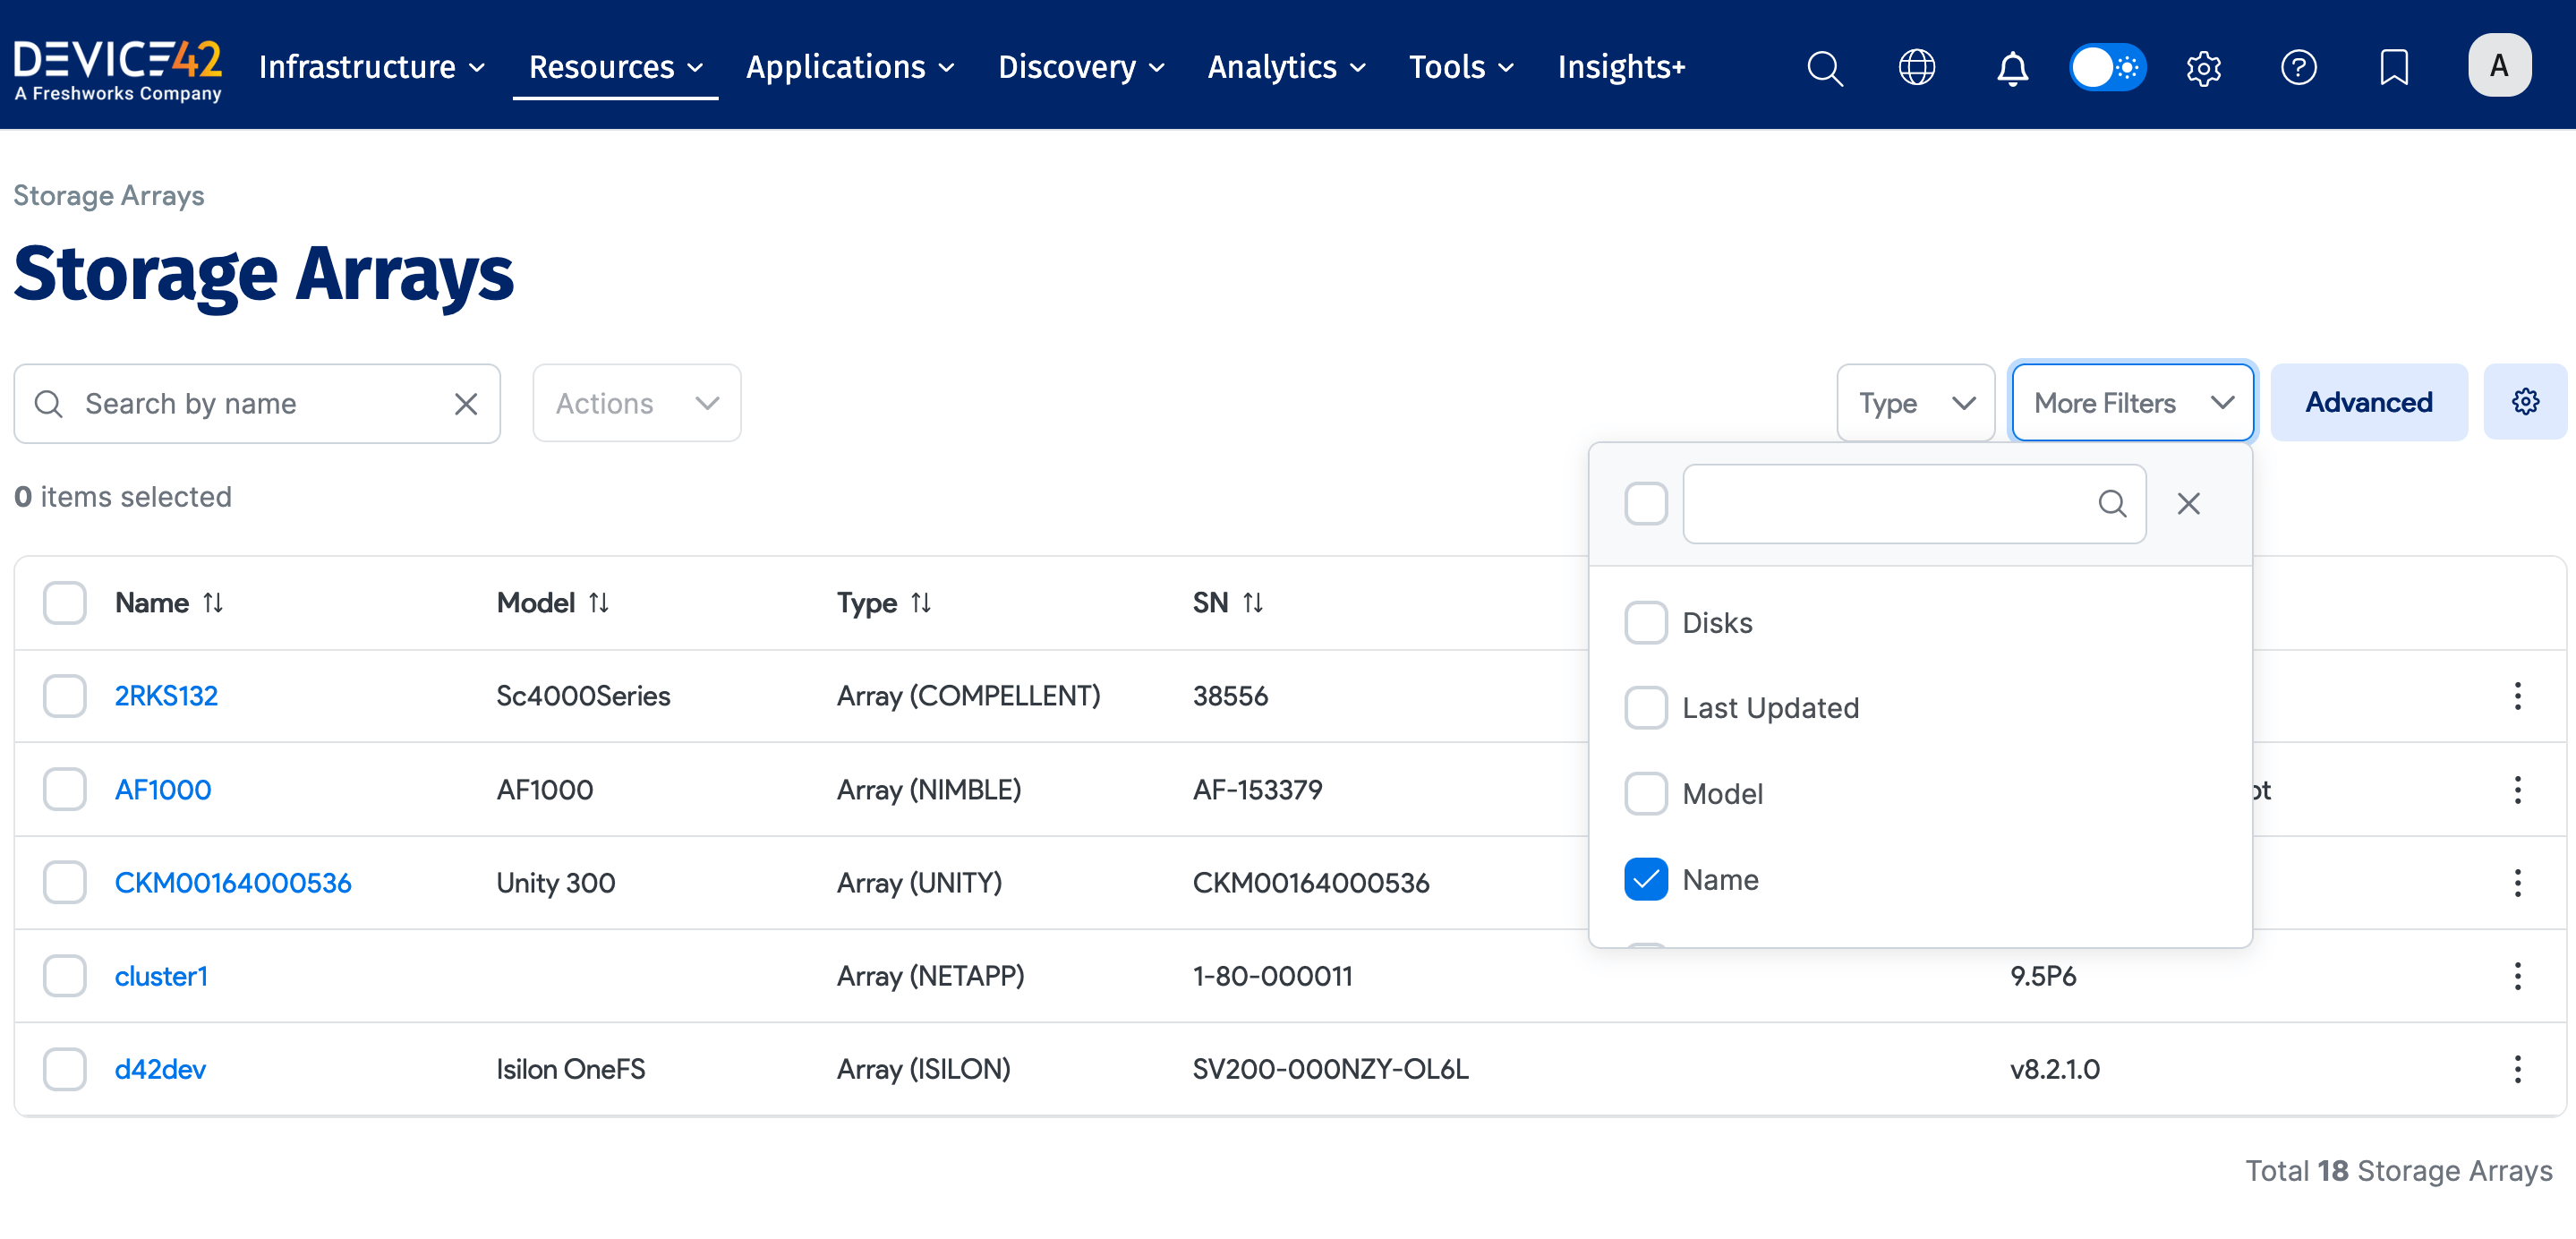 DEVICE42
A Freshworks Company
Infrastructure Resources Applications Discovery Analytics Tools Insights+
A
Storage Arrays
Storage Arrays
Search by name Actions Type More Filters Advanced
0 items selected
Name Model Type SN
Disks
Last Updated
Model
Name
2RKS132 Sc4000Series Array (COMPELLENT) 38556
AF1000 AF1000 Array (NIMBLE) AF-153379
CKM00164000536 Unity 300 Array (UNITY) CKM00164000536
cluster1 Array (NETAPP) 1-80-000011 9.5P6
d42dev Isilon OneFS Array (ISILON) SV200-000NZY-OL6L v8.2.1.0
Total 18 Storage Arrays